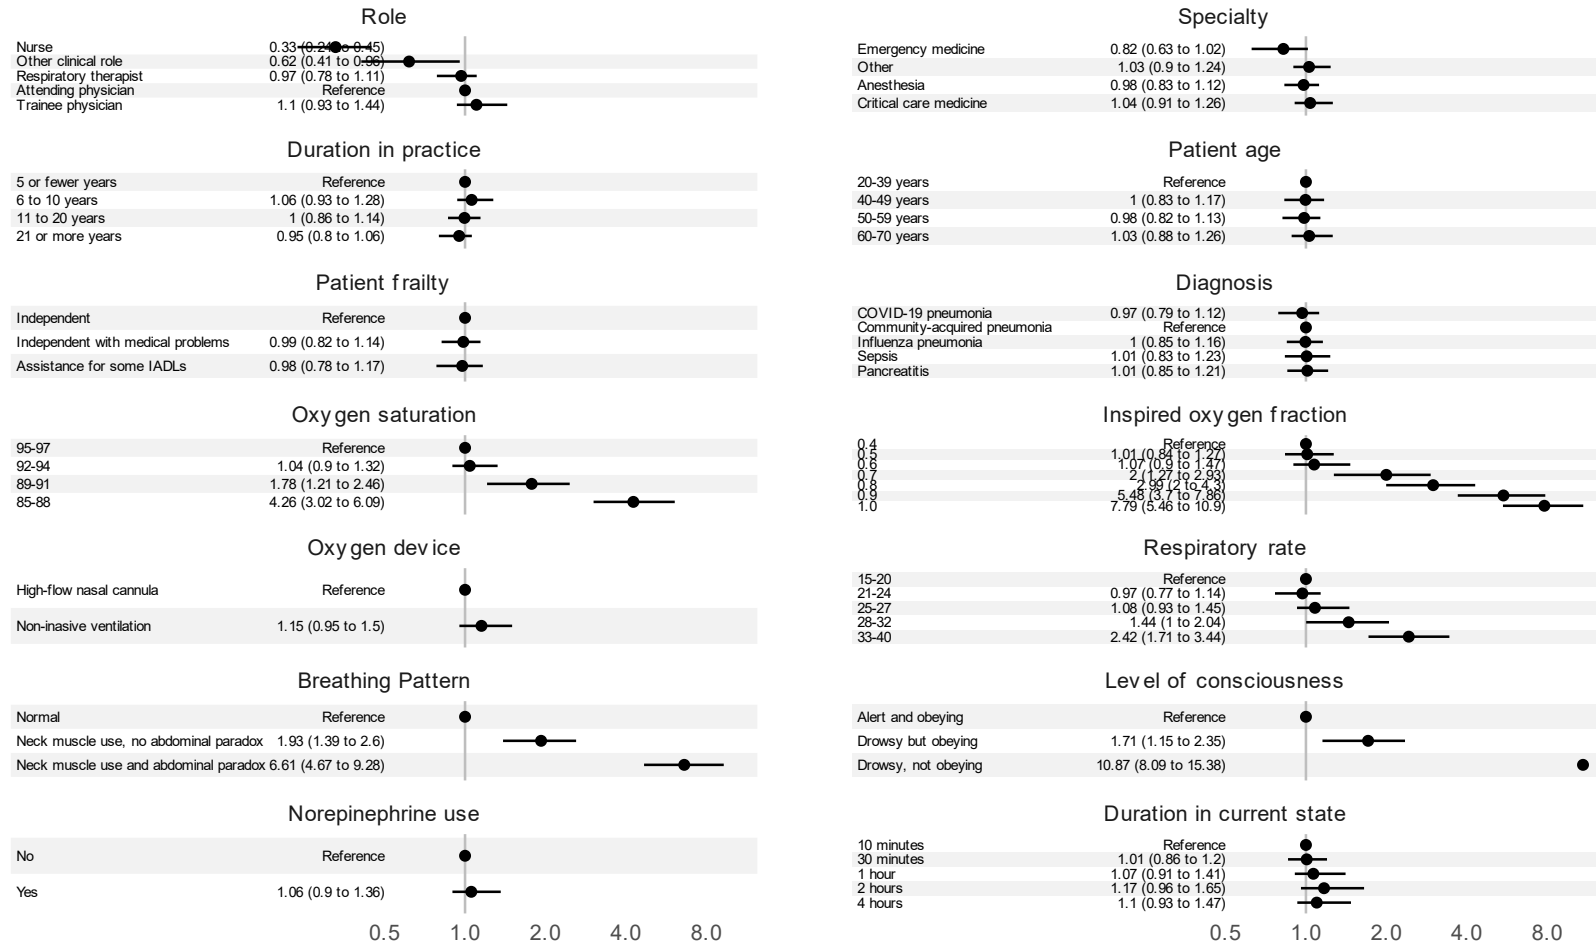 Role
Nurse 0.33 (0.24 to 0.45)
Other clinical role 0.62 (0.41 to 0.96)
Respiratory therapist 0.97 (0.78 to 1.11)
Attending physician Reference
Trainee physician 1.1 (0.93 to 1.44)
Specialty
Emergency medicine 0.82 (0.63 to 1.02)
Other 1.03 (0.9 to 1.24)
Anesthesia 0.98 (0.83 to 1.12)
Critical care medicine 1.04 (0.91 to 1.26)
Duration in practice
5 or fewer years Reference
6 to 10 years 1.06 (0.93 to 1.28)
11 to 20 years 1 (0.86 to 1.14)
21 or more years 0.95 (0.8 to 1.06)
Patient age
20-39 years Reference
40-49 years 1 (0.83 to 1.17)
50-59 years 0.98 (0.82 to 1.13)
60-70 years 1.03 (0.88 to 1.26)
Patient frailty
Independent Reference
Independent with medical problems 0.99 (0.82 to 1.14)
Assistance for some IADLs 0.98 (0.78 to 1.17)
Diagnosis
COVID-19 pneumonia 0.97 (0.79 to 1.12)
Community-acquired pneumonia Reference
Influenza pneumonia 1 (0.85 to 1.16)
Sepsis 1.01 (0.83 to 1.23)
Pancreatitis 1.01 (0.85 to 1.21)
Oxygen saturation
95-97 Reference
92-94 1.04 (0.9 to 1.32)
89-91 1.78 (1.21 to 2.46)
85-88 4.26 (3.02 to 6.09)
Inspired oxygen fraction
0.4 Reference
0.5 1.01 (0.84 to 1.27)
0.6 1.07 (0.9 to 1.47)
0.7 2 (1.27 to 2.93)
0.8 2.99 (2 to 4.3)
0.9 5.48 (3.7 to 7.86)
1.0 7.79 (5.46 to 10.9)
Oxygen device
High-flow nasal cannula Reference
Non-inasive ventilation 1.15 (0.95 to 1.5)
Respiratory rate
15-20 Reference
21-24 0.97 (0.77 to 1.14)
25-27 1.08 (0.93 to 1.45)
28-32 1.44 (1 to 2.04)
33-40 2.42 (1.71 to 3.44)
Breathing Pattern
Normal Reference
Neck muscle use, no abdominal paradox 1.93 (1.39 to 2.6)
Neck muscle use and abdominal paradox 6.61 (4.67 to 9.28)
Level of consciousness
Alert and obeying Reference
Drowsy but obeying 1.71 (1.15 to 2.35)
Drowsy, not obeying 10.87 (8.09 to 15.38)
Norepinephrine use
No Reference
Yes 1.06 (0.9 to 1.36)
Duration in current state
10 minutes Reference
30 minutes 1.01 (0.86 to 1.2)
1 hour 1.07 (0.91 to 1.41)
2 hours 1.17 (0.96 to 1.65)
4 hours 1.1 (0.93 to 1.47)
0.5 1.0 2.0 4.0 8.0
0.5 1.0 2.0 4.0 8.0